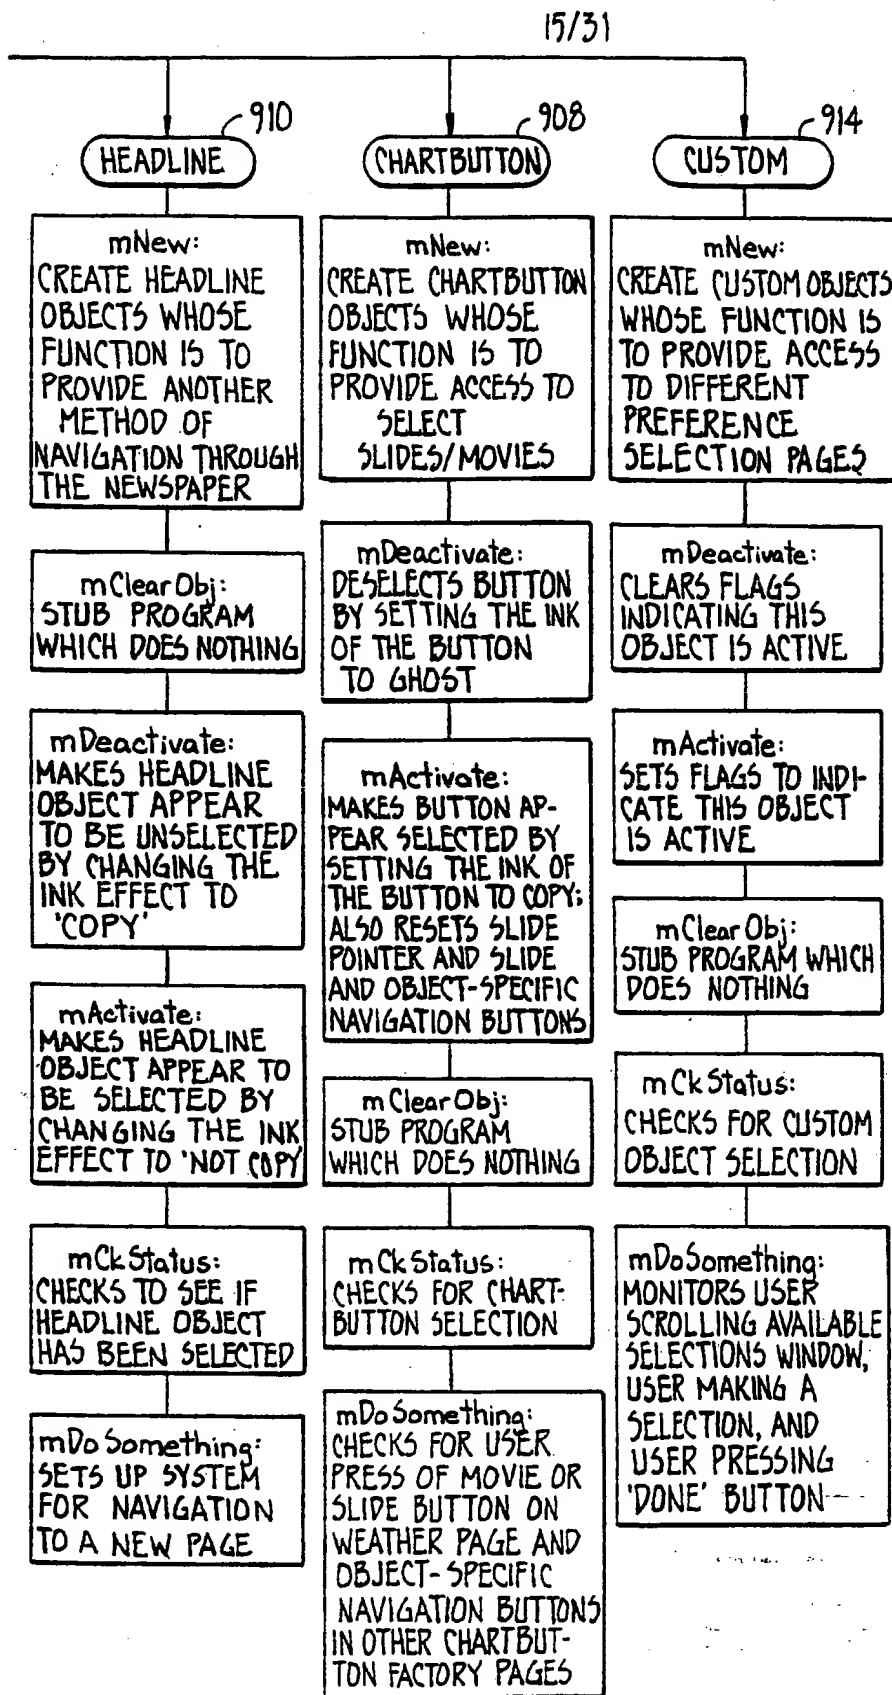 15/31
910
HEADLINE
mNew:
CREATE HEADLINE
OBJECTS WHOSE
FUNCTION IS TO
PROVIDE ANOTHER
METHOD OF
NAVIGATION THROUGH
THE NEWSPAPER
mClearObj:
STUB PROGRAM
WHICH DOES NOTHING
mDeactivate:
MAKES HEADLINE
OBJECT APPEAR
TO BE UNSELECTED
BY CHANGING THE
INK EFFECT TO
'COPY'
mActivate:
MAKES HEADLINE
OBJECT APPEAR TO
BE SELECTED BY
CHANGING THE INK
EFFECT TO 'NOT COPY
mCkStatus:
CHECKS TO SEE IF
HEADLINE OBJECT
HAS BEEN SELECTED
mDoSomething:
SETS UP SYSTEM
FOR NAVIGATION
TO A NEW PAGE
908
CHARTBUTTON
mNew:
CREATE CHARTBUTTON
OBJECTS WHOSE
FUNCTION IS TO
PROVIDE ACCESS TO
SELECT
SLIDES/MOVIES
mDeactivate:
DESELECTS BUTTON
BY SETTING THE INK
OF THE BUTTON
TO GHOST
mActivate:
MAKES BUTTON AP-
PEAR SELECTED BY
SETTING THE INK OF
THE BUTTON TO COPY;
ALSO RESETS SLIDE
POINTER AND SLIDE
AND OBJECT-SPECIFIC
NAVIGATION BUTTONS
mClearObj:
STUB PROGRAM
WHICH DOES NOTHING
mCkStatus:
CHECKS FOR CHART-
BUTTON SELECTION
mDoSomething:
CHECKS FOR USER
PRESS OF MOVIE OR
SLIDE BUTTON ON
WEATHER PAGE AND
OBJECT-SPECIFIC
NAVIGATION BUTTONS
IN OTHER CHARTBUT-
TON FACTORY PAGES
914
CUSTOM
mNew:
CREATE CUSTOM OBJECTS
WHOSE FUNCTION IS
TO PROVIDE ACCESS
TO DIFFERENT
PREFERENCE
SELECTION PAGES
mDeactivate:
CLEARS FLAGS
INDICATING THIS
OBJECT IS ACTIVE
mActivate:
SETS FLAGS TO INDI-
CATE THIS OBJECT
IS ACTIVE
mClearObj:
STUB PROGRAM WHICH
DOES NOTHING
mCkStatus:
CHECKS FOR CUSTOM
OBJECT SELECTION
mDoSomething:
MONITORS USER
SCROLLING AVAILABLE
SELECTIONS WINDOW,
USER MAKING A
SELECTION, AND
USER PRESSING
'DONE' BUTTON